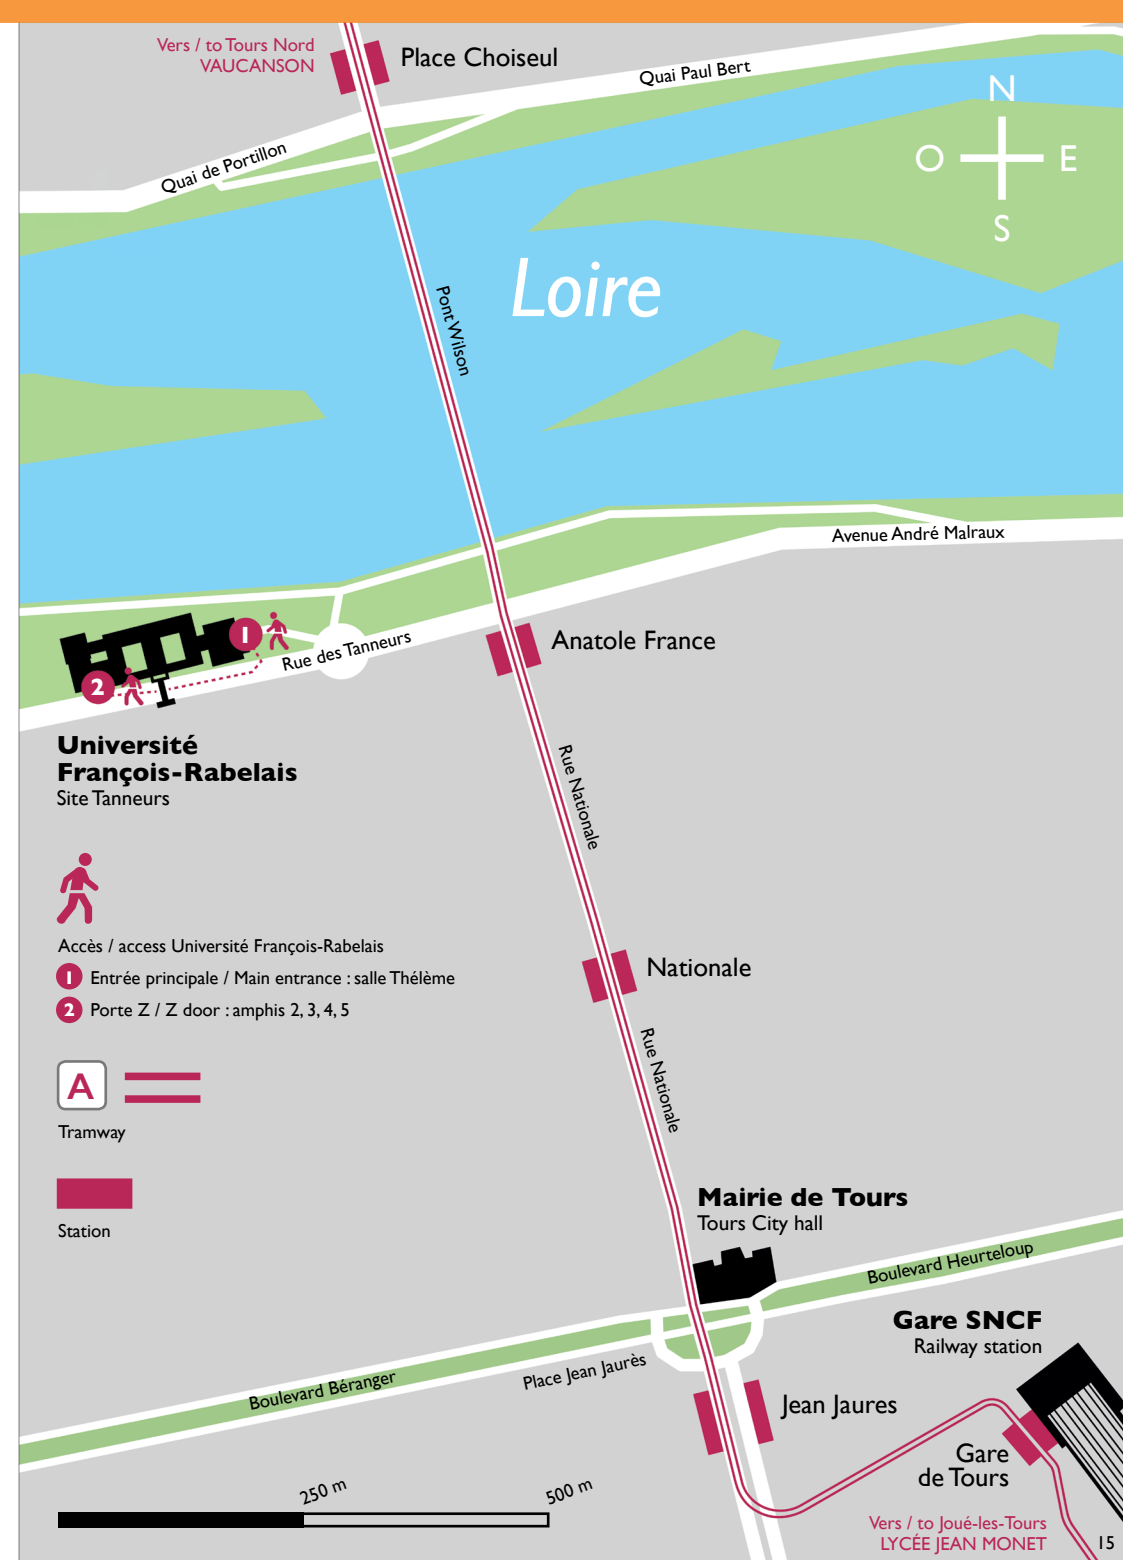 Vers / to Tours Nord
VAUCANSON
Place Choiseul
Quai Paul Bert
N
O
E
S
Quai de Portillon
Loire
Pont Wilson
Avenue André Malraux
1
Rue des Tanneurs
Anatole France
2
Université
François-Rabelais
Site Tanneurs
Rue Nationale
Accès / access Université François-Rabelais
1 Entrée principale / Main entrance : salle Thélème
2 Porte Z / Z door : amphis 2, 3, 4, 5
Nationale
Rue Nationale
A
Tramway
Station
Mairie de Tours
Tours City hall
Boulevard Heurteloup
Gare SNCF
Railway station
Place Jean Jaurès
Boulevard Béranger
Jean Jaures
Gare
de Tours
250 m
500 m
Vers / to Joué-les-Tours
LYCÉE JEAN MONET
15